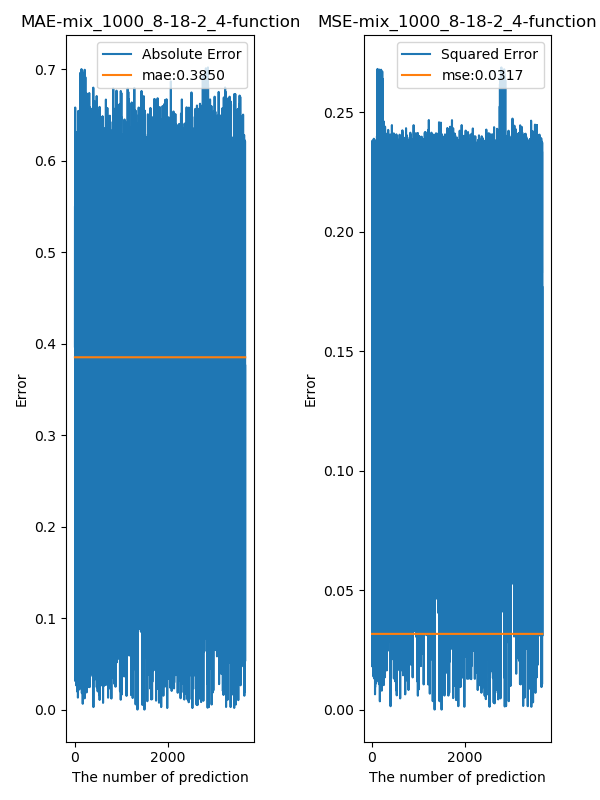 MAE-mix_1000_8-18-2_4-function
Absolute Error
mae:0.3850
0.7
0.6
0.5
0.4
0.3
0.2
0.1
0.0
Error
0
2000
The number of prediction
MSE-mix_1000_8-18-2_4-function
Squared Error
mse:0.0317
0.25
0.20
0.15
0.10
0.05
0.00
Error
0
2000
The number of prediction